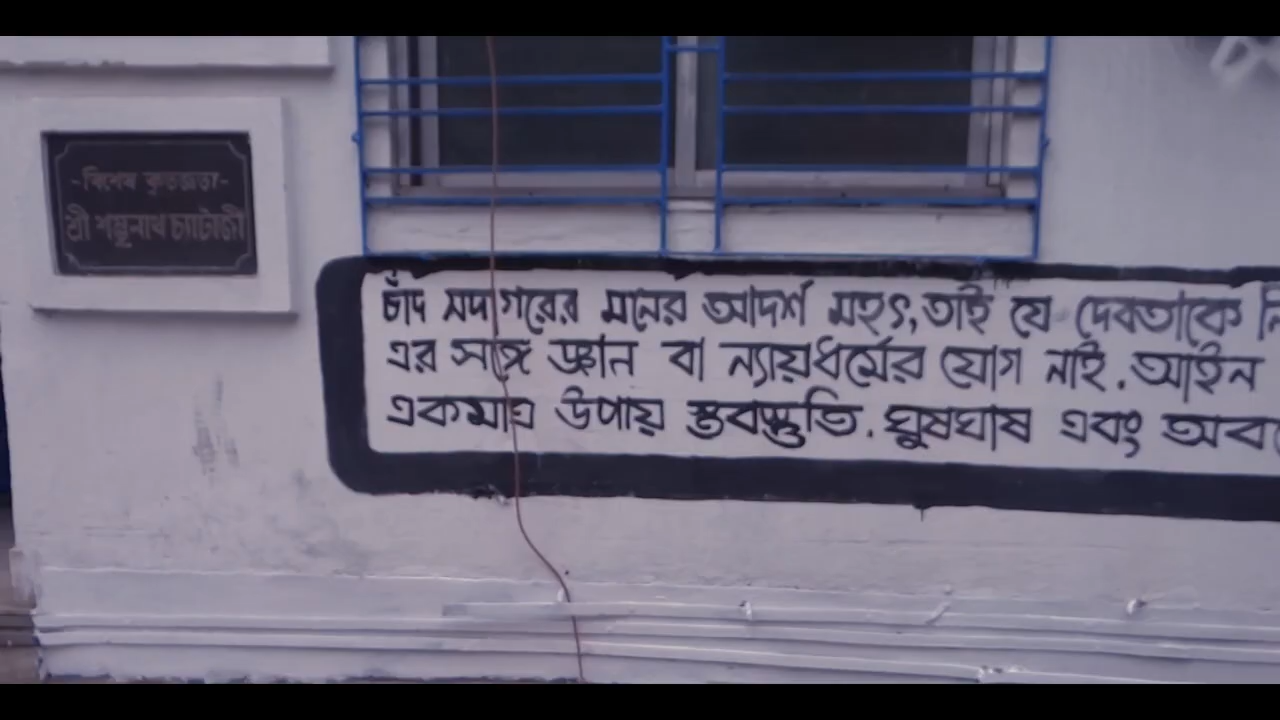 -বিশেষ কৃতজ্ঞতা-
শ্রী শম্ভুনাথ চ্যাটার্জী
চাঁদ সদাগরের মনের আদর্শ মহৎ, তাই যে দেবতাকে
এর সঙ্গে জ্ঞান বা ন্যায়ধর্মের যোগ নাই. আইন
একমাত্র উপায় স্তবস্তুতি. ঘুষঘাষ এবং